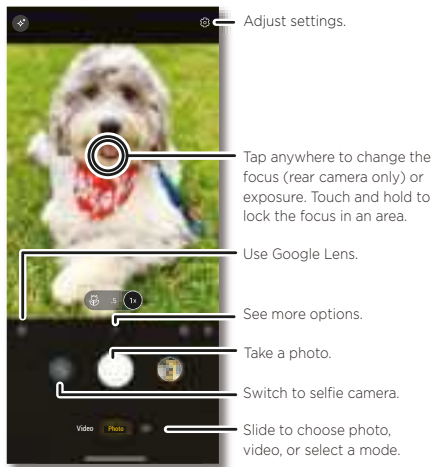 Adjust settings.
Tap anywhere to change the
focus (rear camera only) or
exposure. Touch and hold to
lock the focus in an area.
Use Google Lens.
.5 1x
See more options.
Take a photo.
Switch to selfie camera.
Video Photo
Slide to choose photo,
video, or select a mode.